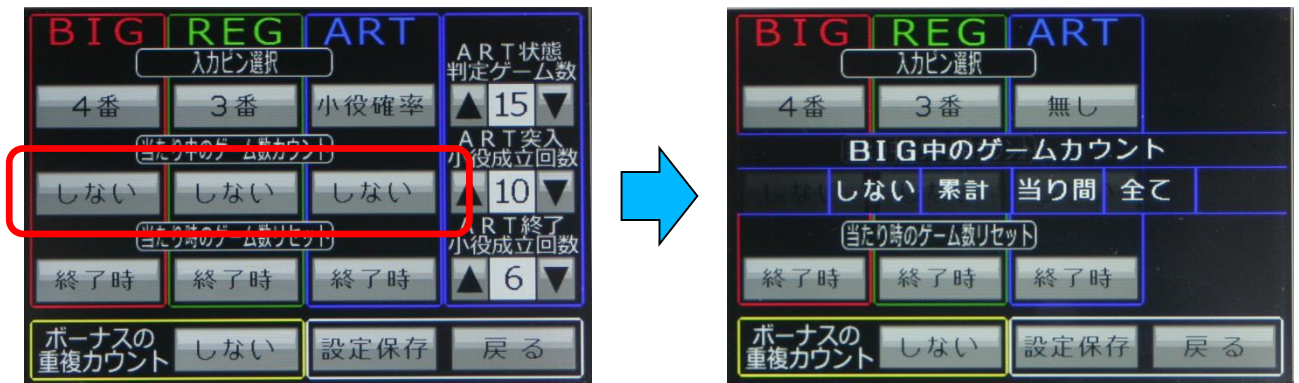 BIG REG ART
入力ピン選択
ART状態
判定ゲーム数
4番 3番 小役確率 ▲ 15 ▼
当たり中のゲーム数カウント
ART突入
小役成立回数
しない しない しない ▲ 10 ▼
当たり時のゲーム数リセット
ART終了
小役成立回数
終了時 終了時 終了時 ▲ 6 ▼
ボーナスの
重複カウント
しない 設定保存 戻る
BIG REG ART
入力ピン選択
4番 3番 無し
BIG中のゲームカウント
しない 累計 当り間 全て
当たり時のゲーム数リセット
終了時 終了時 終了時
ボーナスの
重複カウント
しない 設定保存 戻る